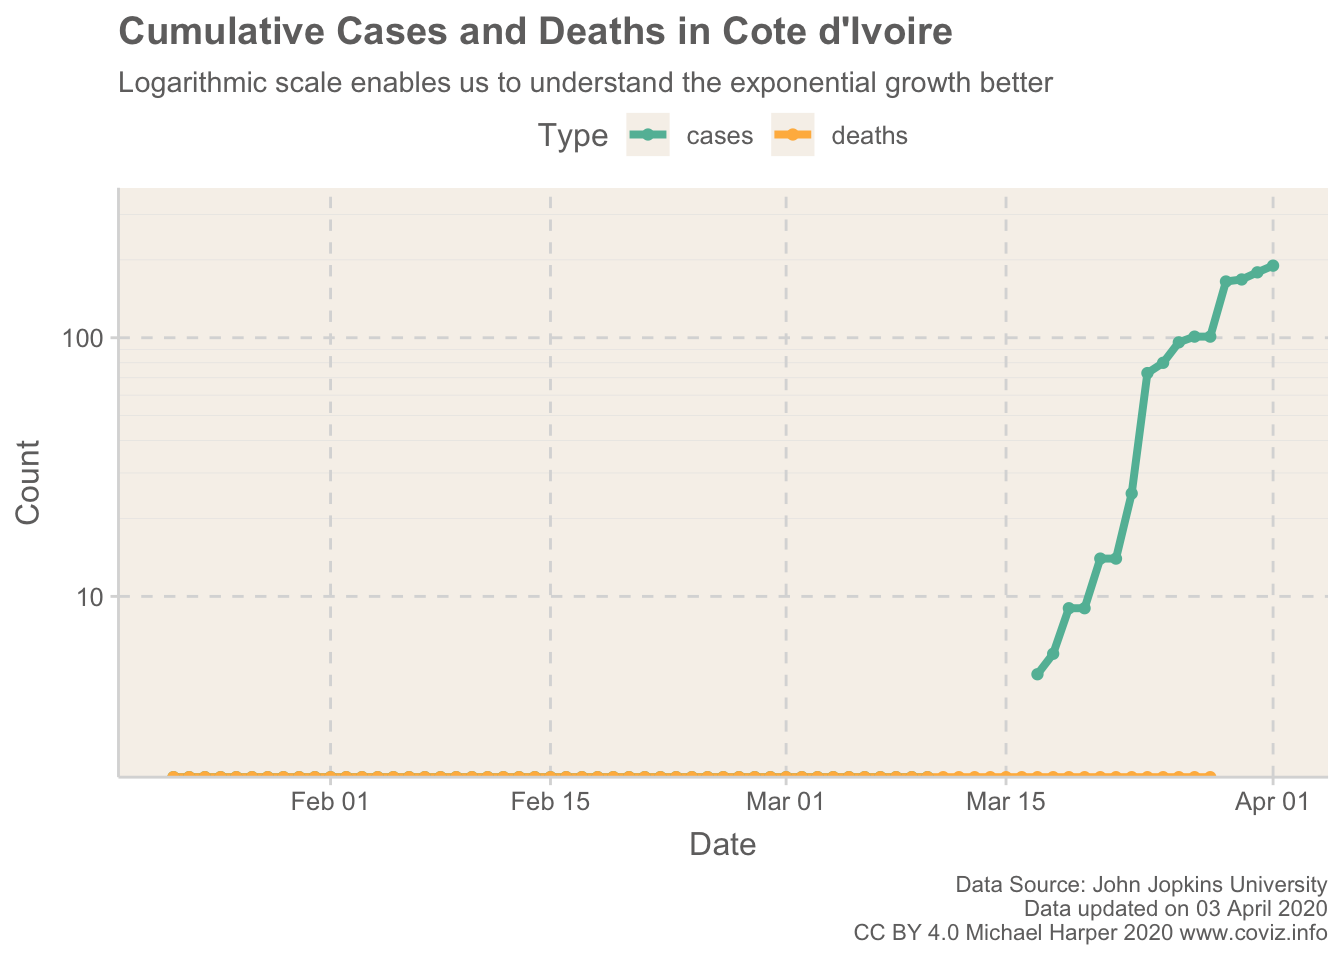 Cumulative Cases and Deaths in Cote d'Ivoire
Logarithmic scale enables us to understand the exponential growth better
Type cases deaths
100
10
Count
Feb 01 Feb 15 Mar 01 Mar 15 Apr 01
Date
Data Source: John Jopkins University
Data updated on 03 April 2020
CC BY 4.0 Michael Harper 2020 www.coviz.info